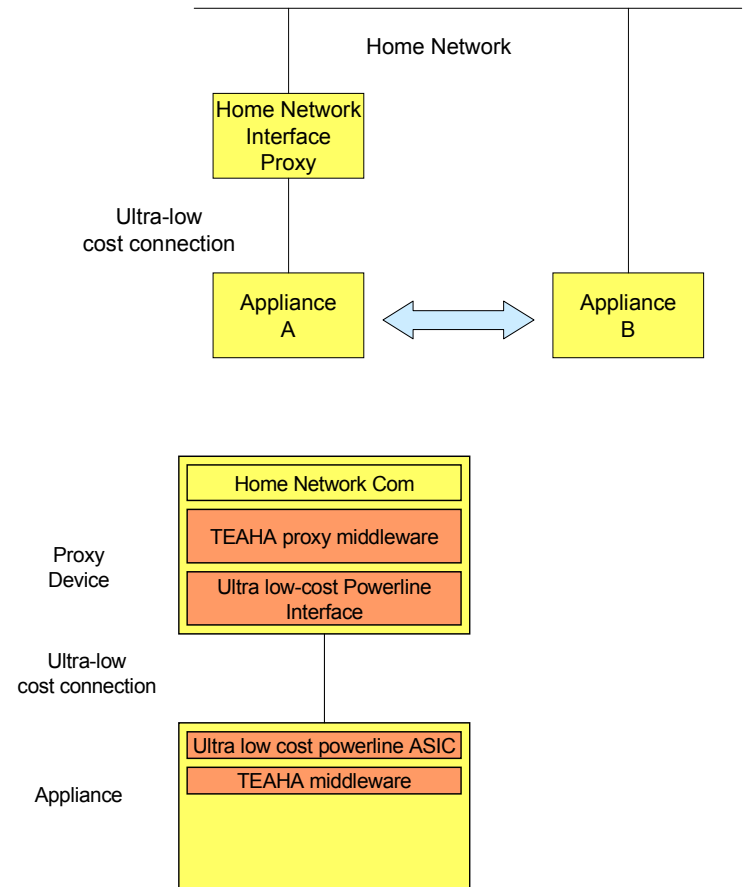 Home Network
Home Network
Interface
Proxy
Ultra-low
cost connection
Appliance
A
Appliance
B
Home Network Com
TEAHA proxy middleware
Proxy
Device
Ultra low-cost Powerline
Interface
Ultra-low
cost connection
Ultra low cost powerline ASIC
TEAHA middleware
Appliance